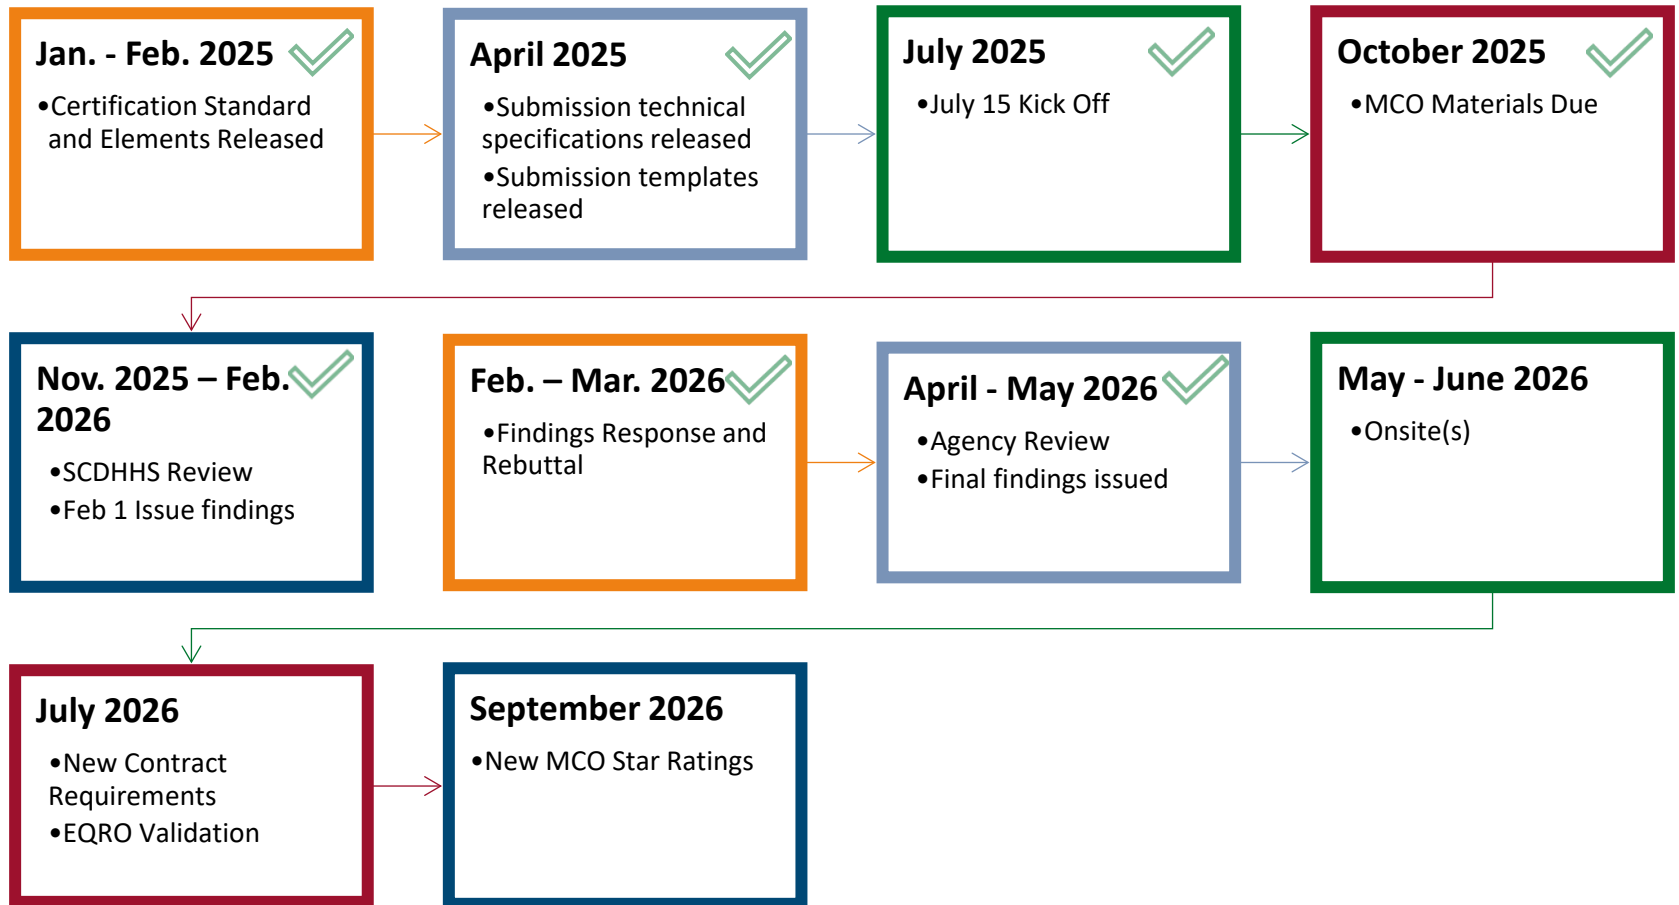 Jan. - Feb. 2025
•Certification Standard
and Elements Released
April 2025
•Submission technical
specifications released
•Submission templates
released
July 2025
•July 15 Kick Off
October 2025
•MCO Materials Due
Nov. 2025 – Feb.
2026
•SCDHHS Review
•Feb 1 Issue findings
Feb. – Mar. 2026
•Findings Response and
Rebuttal
April - May 2026
•Agency Review
•Final findings issued
May - June 2026
•Onsite(s)
July 2026
•New Contract
Requirements
•EQRO Validation
September 2026
•New MCO Star Ratings